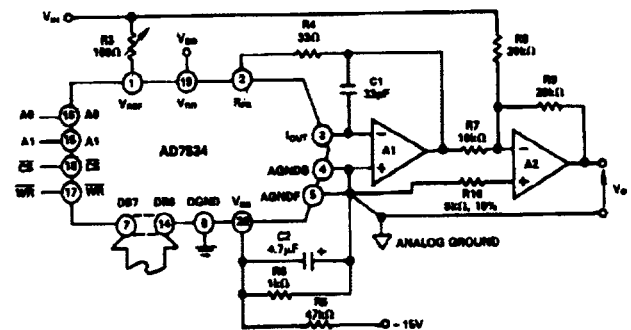 VIN
R3
100Ω
VDD
R4
33Ω
R8
20kΩ
1
19
2
VREF
VDD
RFB
C1
33pF
R9
20kΩ
A0
A0
A1
A1
16
CS
18
CS
WR
17
WR
AD7534
IOUT
3
AGNDS
4
AGNDF
5
−
+
A1
R7
10kΩ
−
+
A2
R10
5kΩ, 10%
VO
DB7
DB0
DGND
VSS
7
14
6
20
C2
4.7μF
+
ANALOG GROUND
R6
1kΩ
R5
47kΩ
-15V